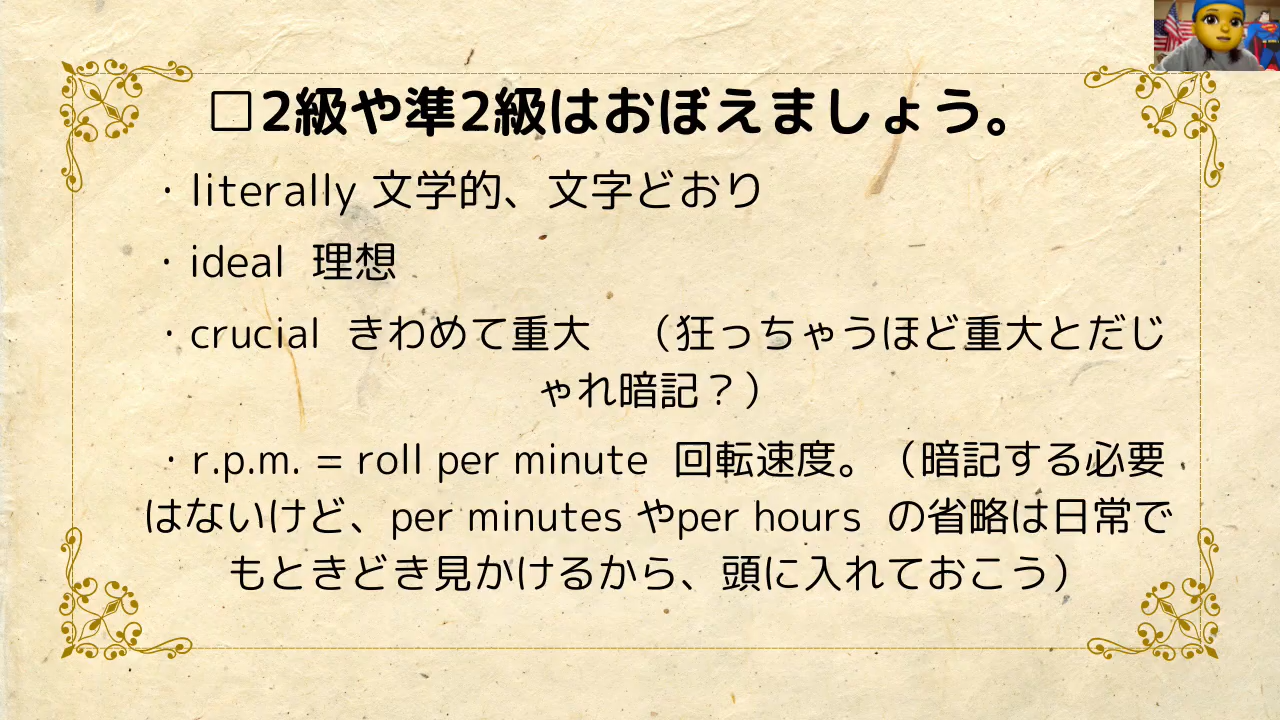 □2級や準2級はおぼえましょう。
・literally 文学的、文字どおり
・ideal 理想
・crucial きわめて重大 （狂っちゃうほど重大とだじ
ゃれ暗記？）
・r.p.m. = roll per minute 回転速度。（暗記する必要
はないけど、per minutes やper hours の省略は日常で
もときどき見かけるから、頭に入れておこう）